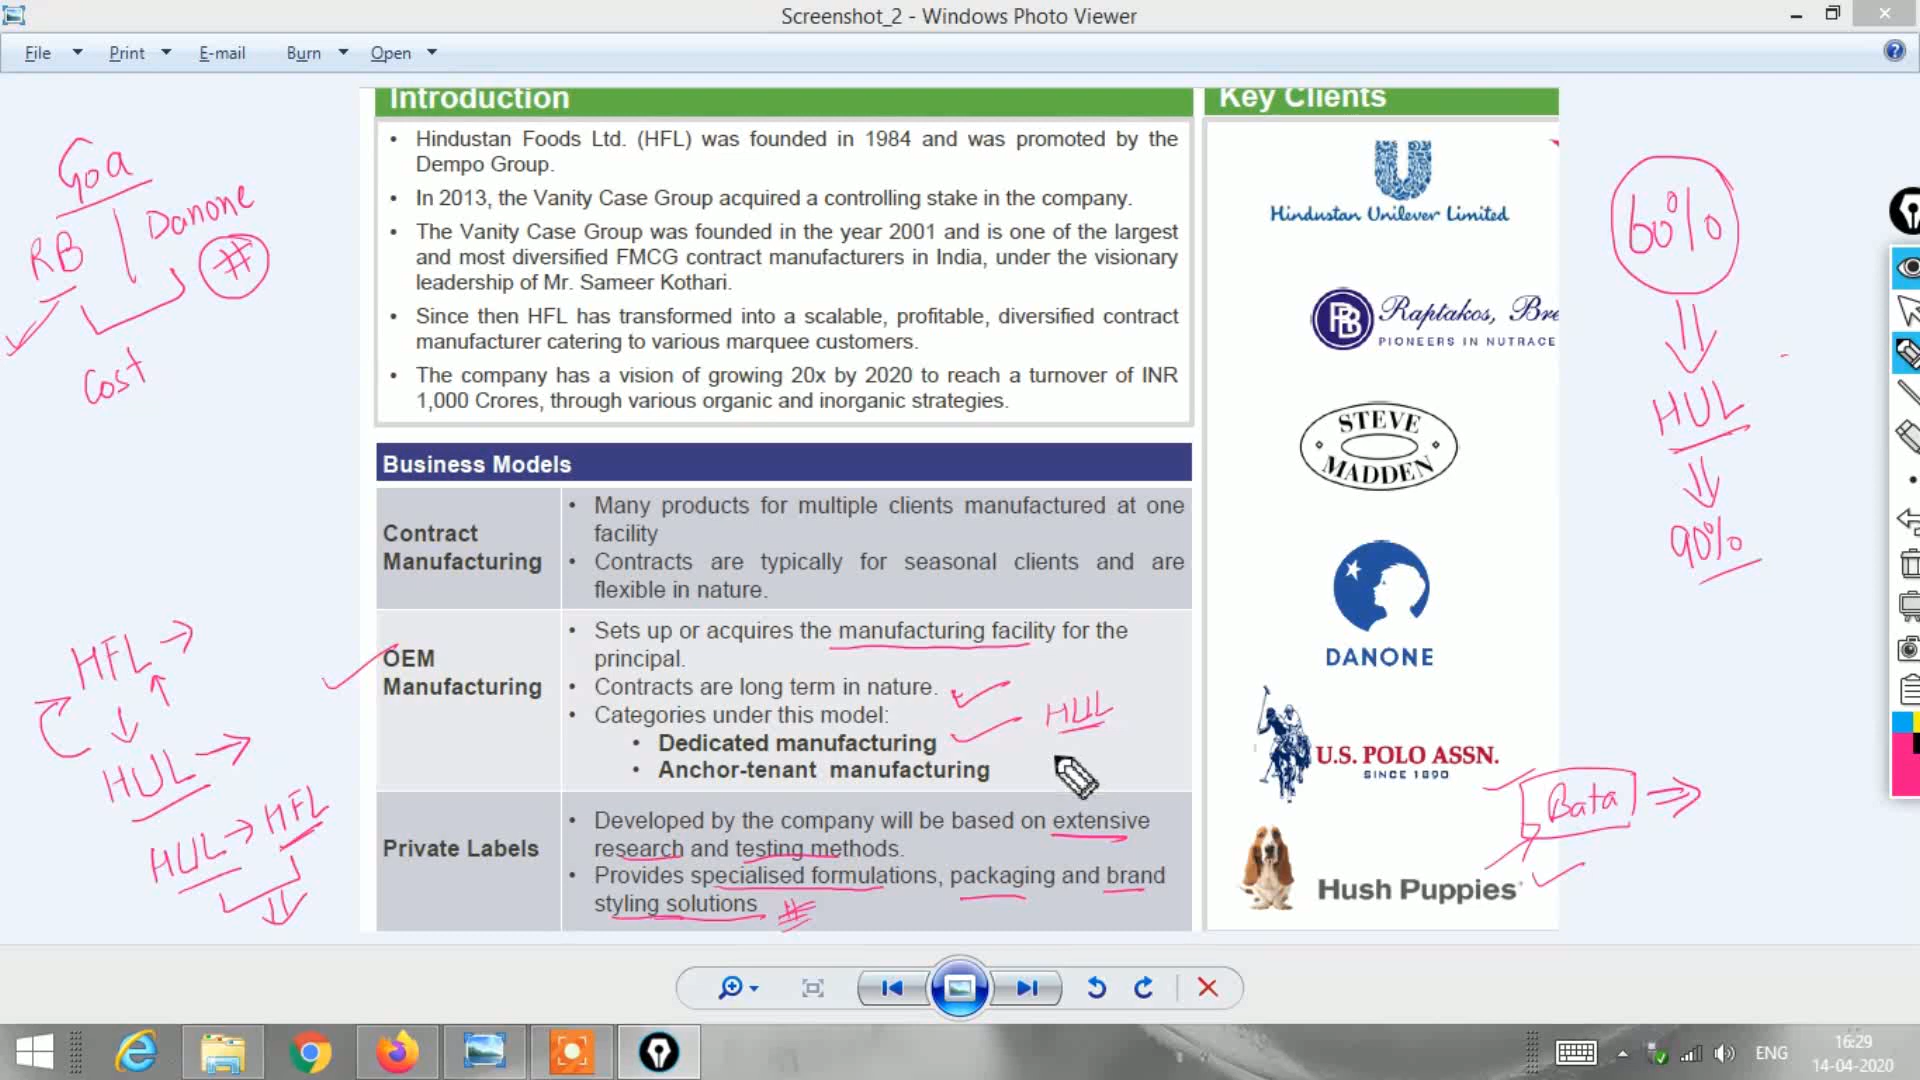 Screenshot_2 - Windows Photo Viewer
File Print E-mail Burn Open
Introduction
• Hindustan Foods Ltd. (HFL) was founded in 1984 and was promoted by the
Dempo Group.
• In 2013, the Vanity Case Group acquired a controlling stake in the company.
• The Vanity Case Group was founded in the year 2001 and is one of the largest
and most diversified FMCG contract manufacturers in India, under the visionary
leadership of Mr. Sameer Kothari.
• Since then HFL has transformed into a scalable, profitable, diversified contract
manufacturer catering to various marquee customers.
• The company has a vision of growing 20x by 2020 to reach a turnover of INR
1,000 Crores, through various organic and inorganic strategies.
Business Models
Contract
Manufacturing
• Many products for multiple clients manufactured at one
facility
• Contracts are typically for seasonal clients and are
flexible in nature.
OEM
Manufacturing
• Sets up or acquires the manufacturing facility for the
principal.
• Contracts are long term in nature.
• Categories under this model:
• Dedicated manufacturing
• Anchor-tenant manufacturing
HUL
Private Labels
• Developed by the company will be based on extensive
research and testing methods.
• Provides specialised formulations, packaging and brand
styling solutions
#
Key Clients
Hindustan Unilever Limited
Raptakos, Bre
PIONEERS IN NUTRACE
STEVE
MADDEN
DANONE
U.S. POLO ASSN.
SINCE 1890
Hush Puppies
Goa
RB
Danone
#
Cost
HFL
HUL
HUL → HFL
60%
HUL
90%
Bata
ENG
16:29
14-04-2020